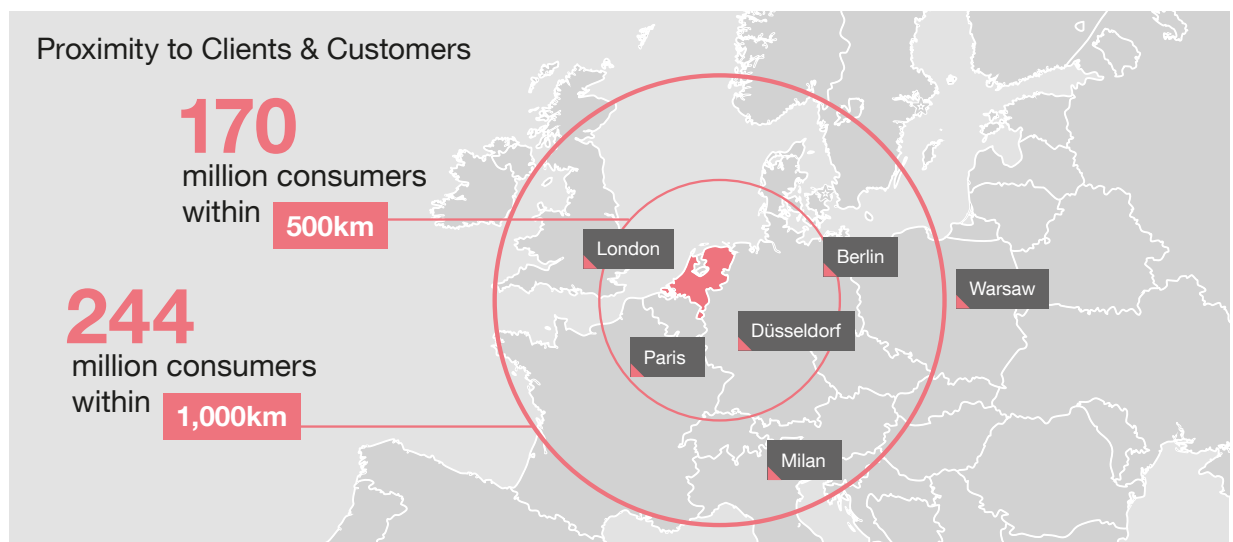 Proximity to Clients & Customers
170
million consumers
within 500km
244
million consumers
within 1,000km
London
Berlin
Warsaw
Düsseldorf
Paris
Milan